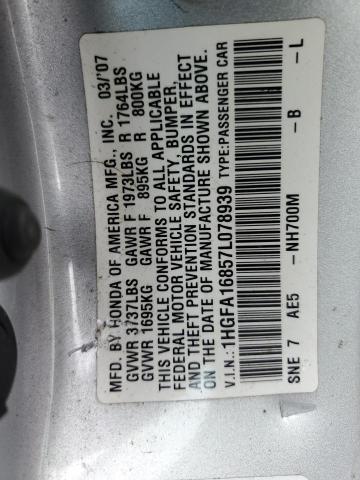 MFD. BY HONDA OF AMERICA MFG., INC. 03/'07
GVWR 3737LBS GAWR F 1973LBS R 1764LBS
GVWR 1695KG GAWR F 895KG R 800KG
THIS VEHICLE CONFORMS TO ALL APPLICABLE
FEDERAL MOTOR VEHICLE SAFETY, BUMPER,
AND THEFT PREVENTION STANDARDS IN EFFECT
ON THE DATE OF MANUFACTURE SHOWN ABOVE.
V.I.N.: 1HGFA16857L078939 TYPE:PASSENGER CAR
SNE 7 AE5 -NH700M -B -L